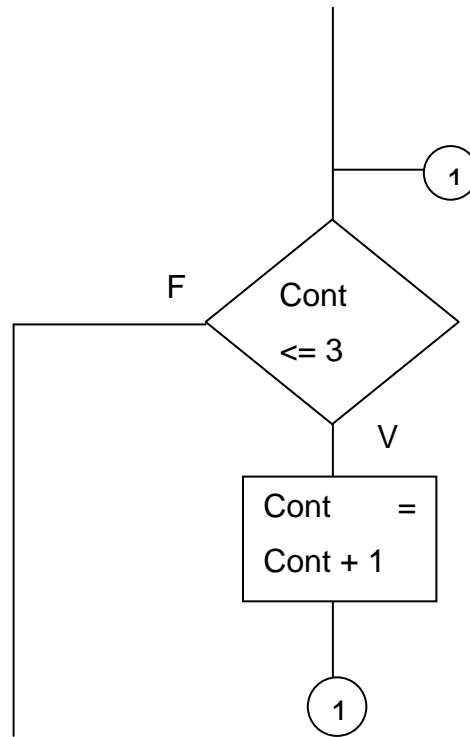 1
F
Cont
<= 3
V
Cont =
Cont + 1
1